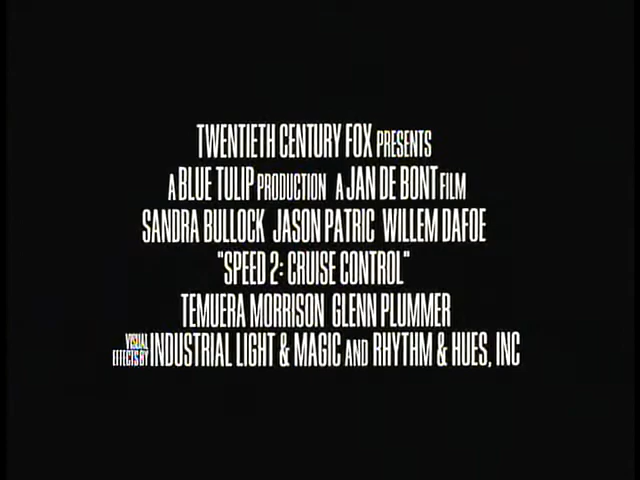 TWENTIETH CENTURY FOX PRESENTS
A BLUE TULIP PRODUCTION A JAN DE BONT FILM
SANDRA BULLOCK JASON PATRIC WILLEM DAFOE
"SPEED 2: CRUISE CONTROL"
TEMUERA MORRISON GLENN PLUMMER
VISUAL EFFECTS BY INDUSTRIAL LIGHT & MAGIC AND RHYTHM & HUES, INC